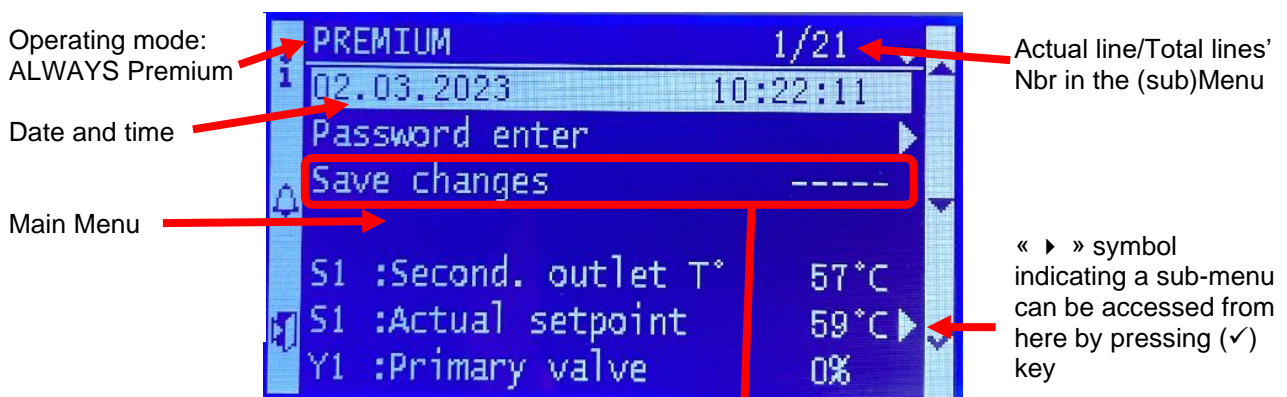 Operating mode:
ALWAYS Premium
Date and time
Main Menu
PREMIUM 1/21
02.03.2023 10:22:11
Password enter
Save changes -----
S1 :Second. outlet T° 57°C
S1 :Actual setpoint 59°C
Y1 :Primary valve 0%
Actual line/Total lines’
Nbr in the (sub)Menu
« ▸ » symbol
indicating a sub-menu
can be accessed from
here by pressing (✓)
key